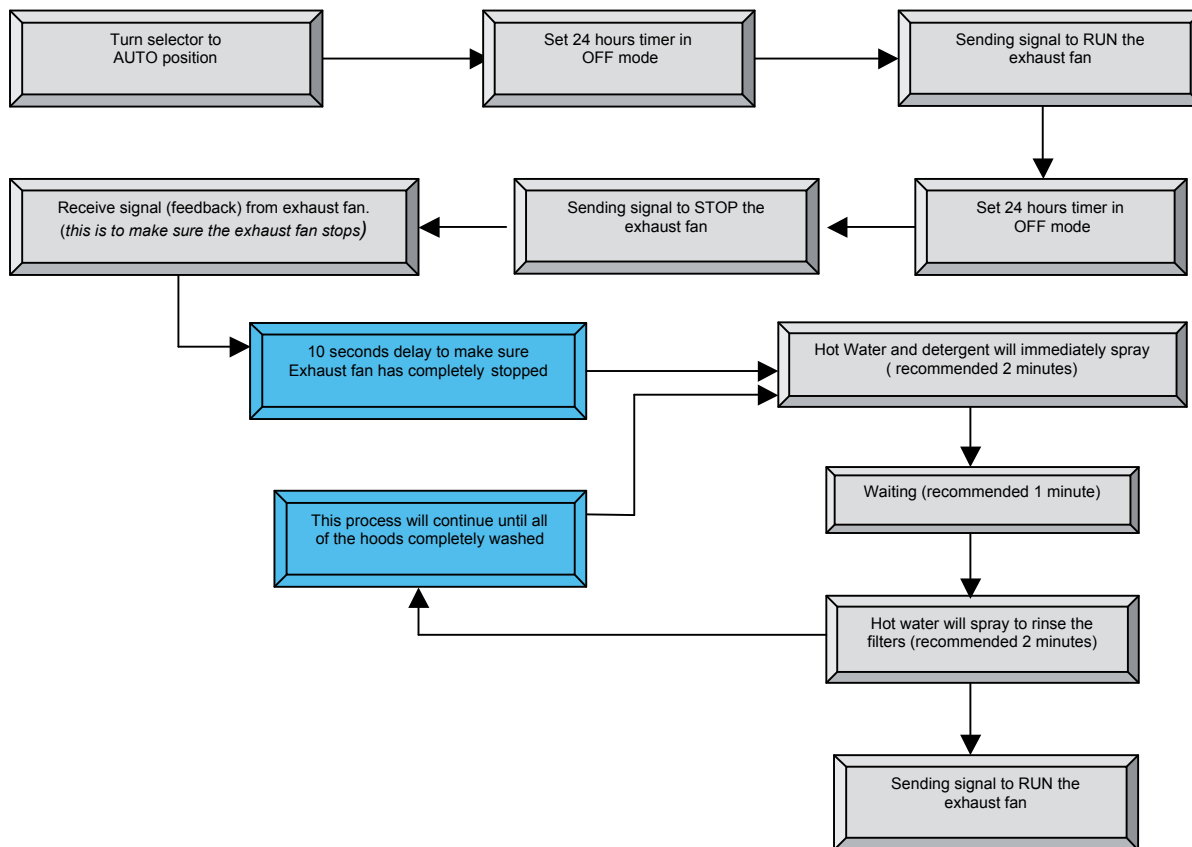 Turn selector to
AUTO position
Set 24 hours timer in
OFF mode
Sending signal to RUN the
exhaust fan
Set 24 hours timer in
OFF mode
Sending signal to STOP the
exhaust fan
Receive signal (feedback) from exhaust fan.
(this is to make sure the exhaust fan stops)
10 seconds delay to make sure
Exhaust fan has completely stopped
Hot Water and detergent will immediately spray
( recommended 2 minutes)
Waiting (recommended 1 minute)
Hot water will spray to rinse the
filters (recommended 2 minutes)
This process will continue until all
of the hoods completely washed
Sending signal to RUN the
exhaust fan